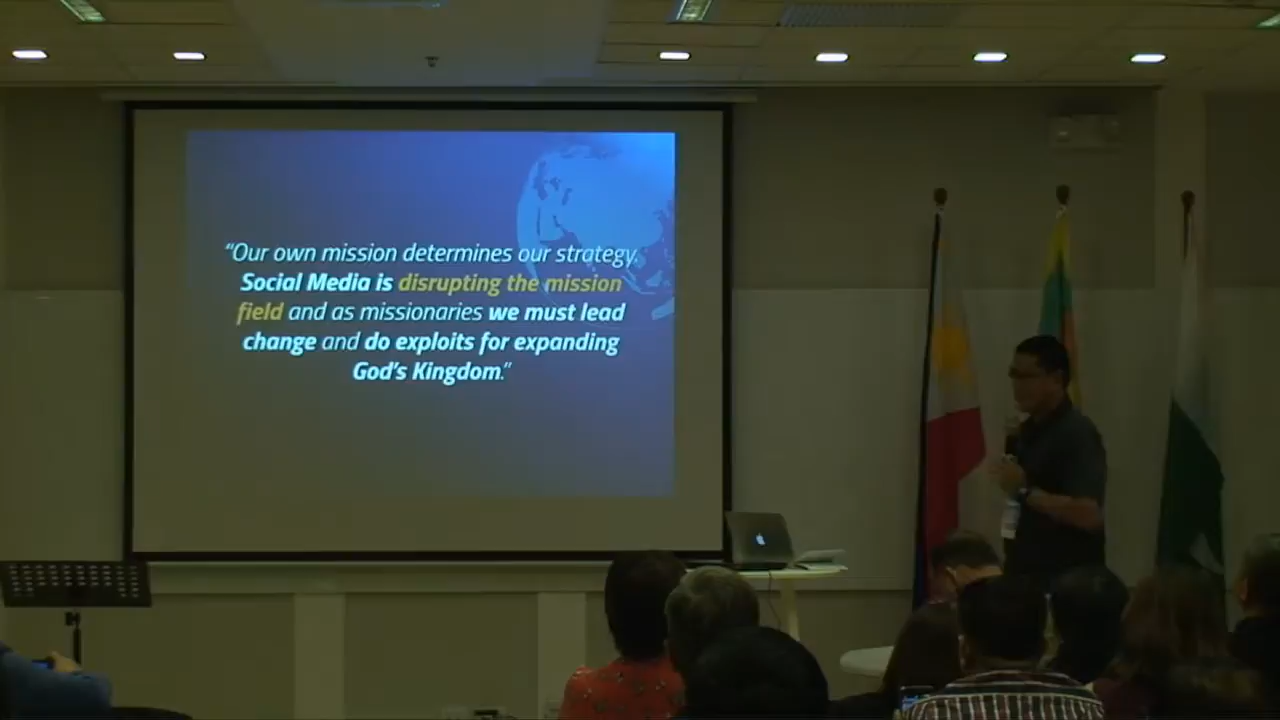 “Our own mission determines our strategy.
Social Media is disrupting the mission
field and as missionaries we must lead
change and do exploits for expanding
God's Kingdom.”